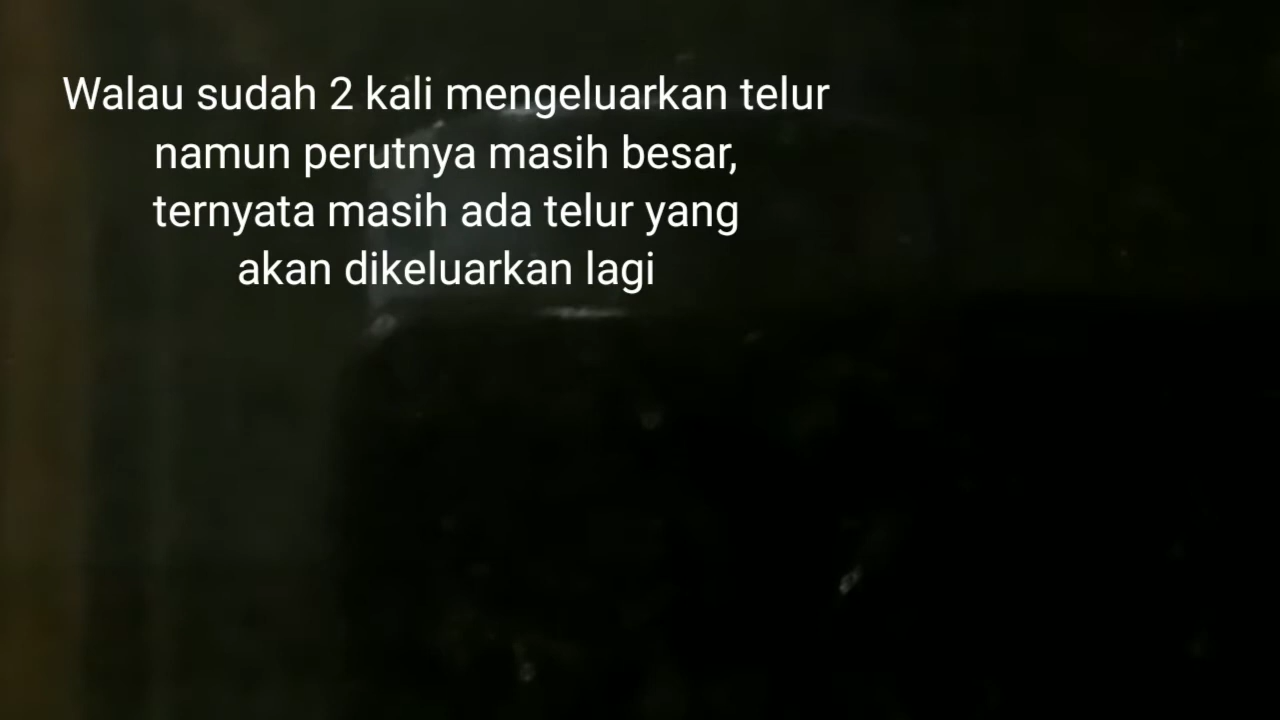 Walau sudah 2 kali mengeluarkan telur
namun perutnya masih besar,
ternyata masih ada telur yang
akan dikeluarkan lagi